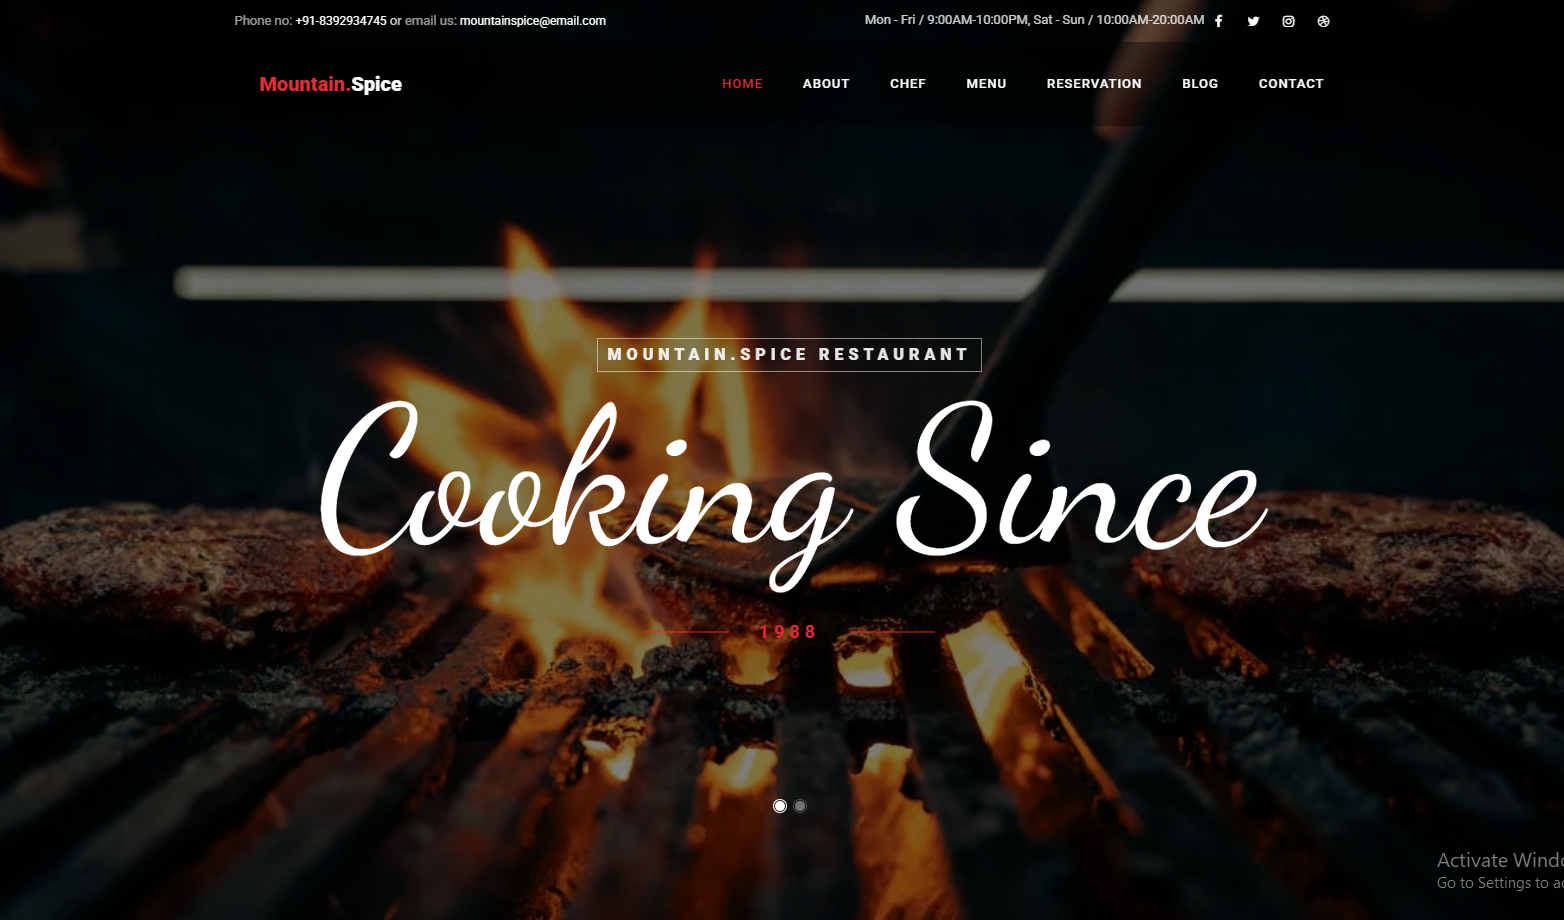 Phone no: +91-8392934745 or email us: mountainspice@email.com
Mon - Fri / 9:00AM-10:00PM, Sat - Sun / 10:00AM-20:00AM
Mountain.Spice
HOME ABOUT CHEF MENU RESERVATION BLOG CONTACT
MOUNTAIN.SPICE RESTAURANT
Cooking Since
1988
Activate Windo
Go to Settings to ac